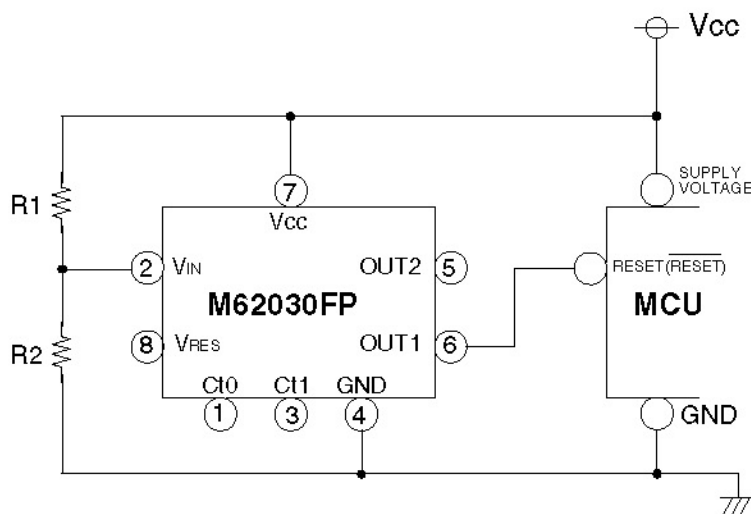 Vcc
SUPPLY
VOLTAGE
7
Vcc
R1
2
VIN
OUT2
5
RESET(RESET)
M62030FP
MCU
R2
8
VRES
OUT1
6
Ct0
Ct1
GND
1
3
4
GND